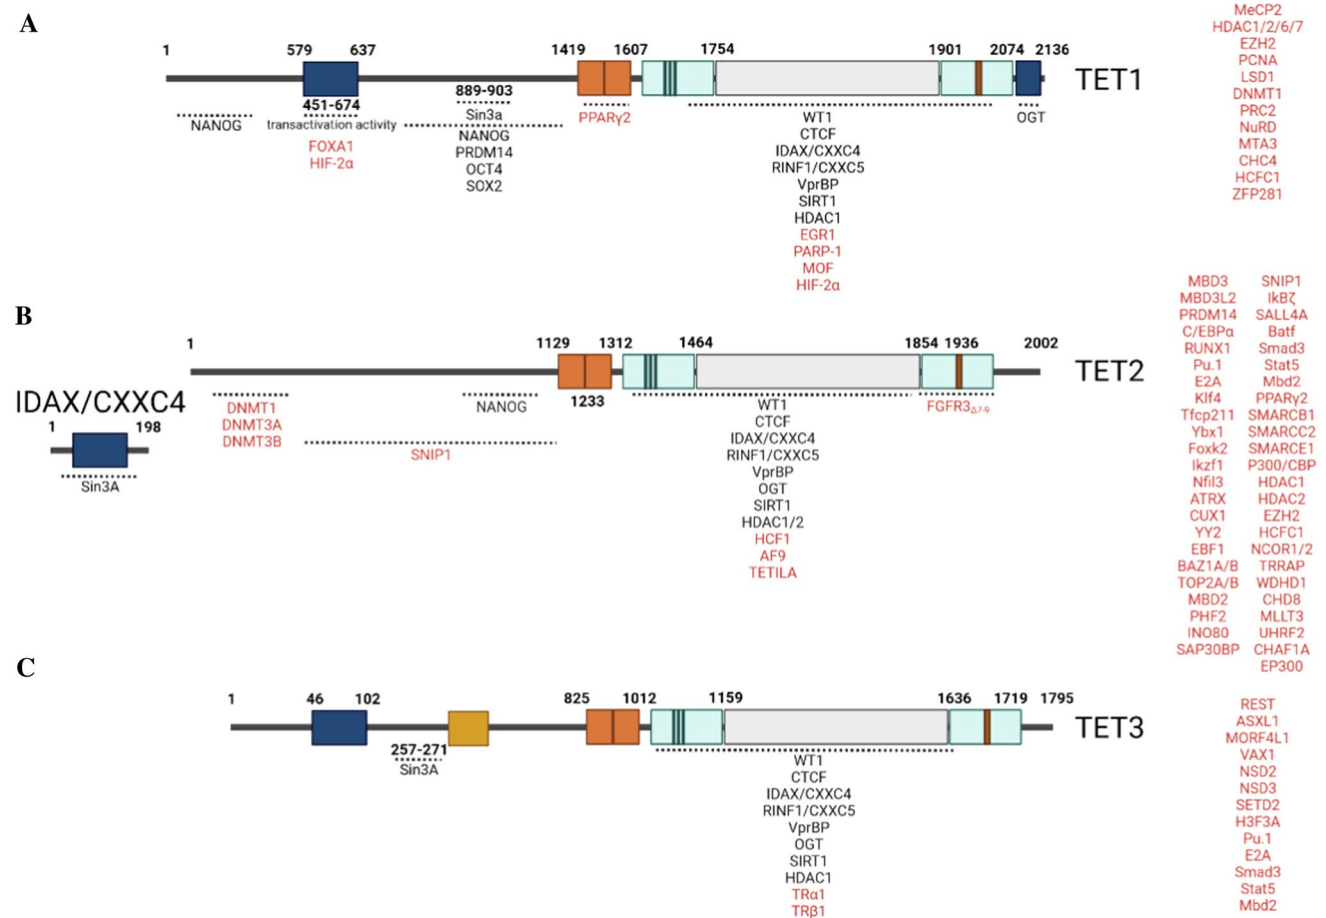 A
1
579
637
1419
1607
1754
1901
2074
2136
TET1
451-674
transactivation activity
NANOG
FOXA1
HIF-2α
889-903
Sin3a
NANOG
PRDM14
OCT4
SOX2
PPARγ2
WT1
CTCF
IDAX/CXXC4
RINF1/CXXC5
VprBP
SIRT1
HDAC1
EGR1
PARP-1
MOF
HIF-2α
OGT
MeCP2
HDAC1/2/6/7
EZH2
PCNA
LSD1
DNMT1
PRC2
NuRD
MTA3
CHC4
HCFC1
ZFP281
B
IDAX/CXXC4
1
198
Sin3A
1
1129
1312
1464
1854
1936
2002
TET2
1233
DNMT1
DNMT3A
DNMT3B
SNIP1
NANOG
WT1
CTCF
IDAX/CXXC4
RINF1/CXXC5
VprBP
OGT
SIRT1
HDAC1/2
HCF1
AF9
TETILA
FGFR3Δ7-9
MBD3
MBD3L2
PRDM14
C/EBPα
RUNX1
Pu.1
E2A
Klf4
Tfcp211
Ybx1
Foxk2
Ikzf1
Nfil3
ATRX
CUX1
YY2
EBF1
BAZ1A/B
TOP2A/B
MBD2
PHF2
INO80
SAP30BP
SNIP1
IkBζ
SALL4A
Batf
Smad3
Stat5
Mbd2
PPARγ2
SMARCB1
SMARCC2
SMARCE1
P300/CBP
HDAC1
HDAC2
EZH2
HCFC1
NCOR1/2
TRRAP
WDHD1
CHD8
MLLT3
UHRF2
CHAF1A
EP300
C
1
46
102
825
1012
1159
1636
1719
1795
TET3
257-271
Sin3A
WT1
CTCF
IDAX/CXXC4
RINF1/CXXC5
VprBP
OGT
SIRT1
HDAC1
TRα1
TRβ1
REST
ASXL1
MORF4L1
VAX1
NSD2
NSD3
SETD2
H3F3A
Pu.1
E2A
Smad3
Stat5
Mbd2